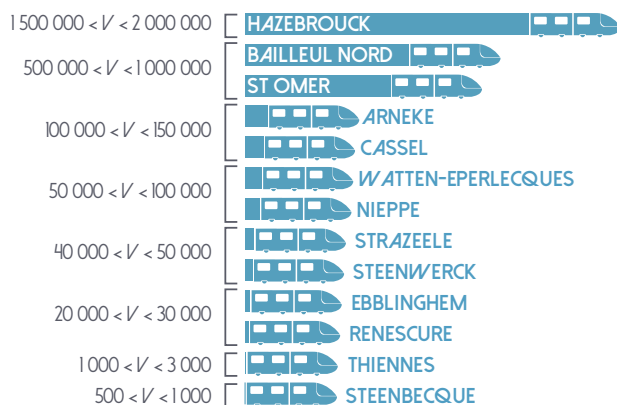 1 500 000 < V < 2 000 000
HAZEBROUCK
500 000 < V < 1 000 000
BAILLEUL NORD
ST OMER
100 000 < V < 150 000
ARNEKE
CASSEL
50 000 < V < 100 000
WATTEN-EPERLECQUES
NIEPPE
40 000 < V < 50 000
STRAZEELE
STEENWERCK
20 000 < V < 30 000
EBBLINGHEM
RENESCURE
1 000 < V < 3 000
THIENNES
500 < V < 1 000
STEENBECQUE